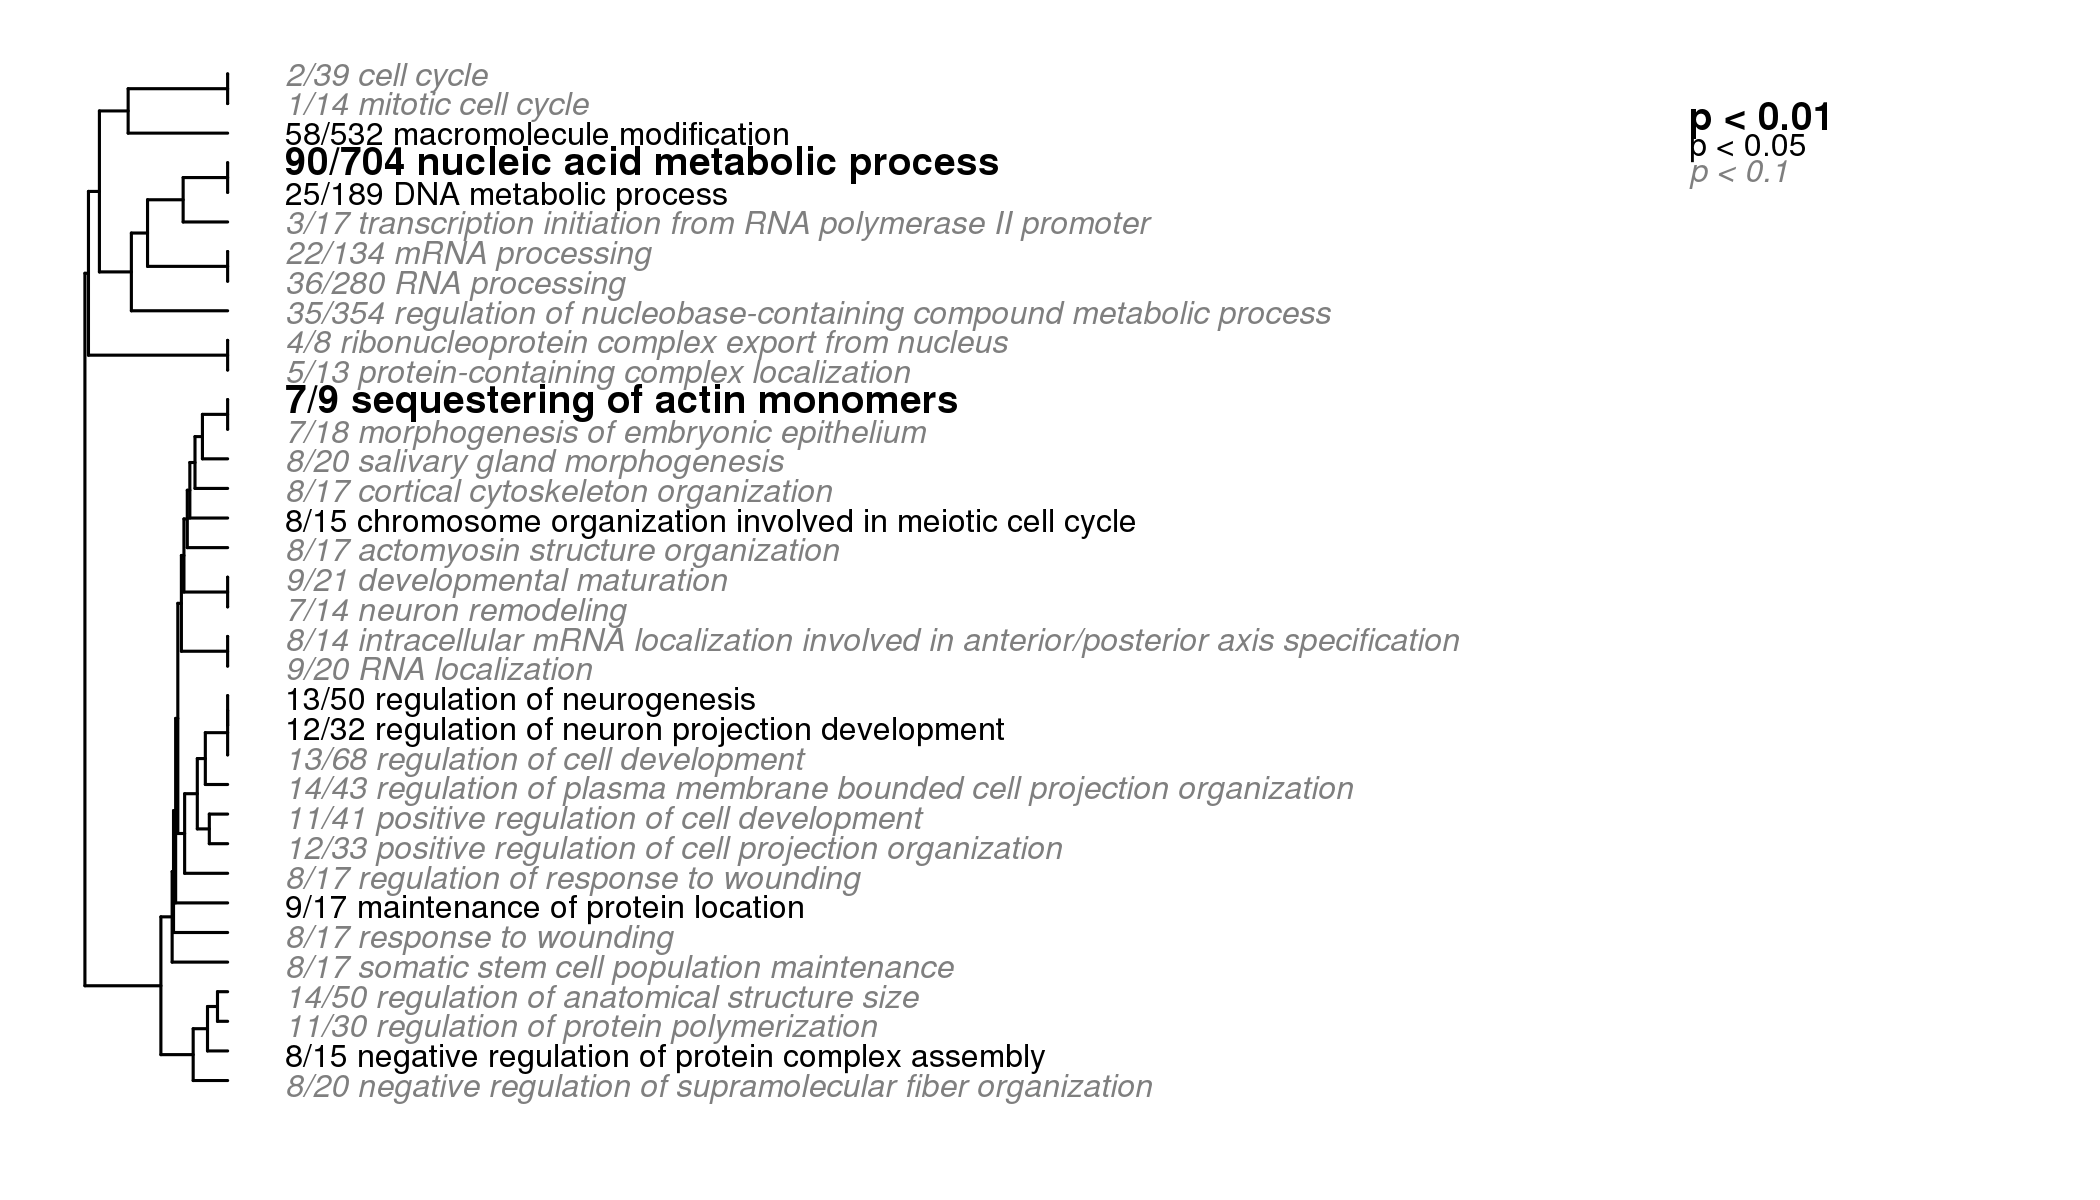 2/39 cell cycle
1/14 mitotic cell cycle
58/532 macromolecule modification
90/704 nucleic acid metabolic process
25/189 DNA metabolic process
3/17 transcription initiation from RNA polymerase II promoter
22/134 mRNA processing
36/280 RNA processing
35/354 regulation of nucleobase-containing compound metabolic process
4/8 ribonucleoprotein complex export from nucleus
5/13 protein-containing complex localization
7/9 sequestering of actin monomers
7/18 morphogenesis of embryonic epithelium
8/20 salivary gland morphogenesis
8/17 cortical cytoskeleton organization
8/15 chromosome organization involved in meiotic cell cycle
8/17 actomyosin structure organization
9/21 developmental maturation
7/14 neuron remodeling
8/14 intracellular mRNA localization involved in anterior/posterior axis specification
9/20 RNA localization
13/50 regulation of neurogenesis
12/32 regulation of neuron projection development
13/68 regulation of cell development
14/43 regulation of plasma membrane bounded cell projection organization
11/41 positive regulation of cell development
12/33 positive regulation of cell projection organization
8/17 regulation of response to wounding
9/17 maintenance of protein location
8/17 response to wounding
8/17 somatic stem cell population maintenance
14/50 regulation of anatomical structure size
11/30 regulation of protein polymerization
8/15 negative regulation of protein complex assembly
8/20 negative regulation of supramolecular fiber organization
p < 0.01
p < 0.05
p < 0.1